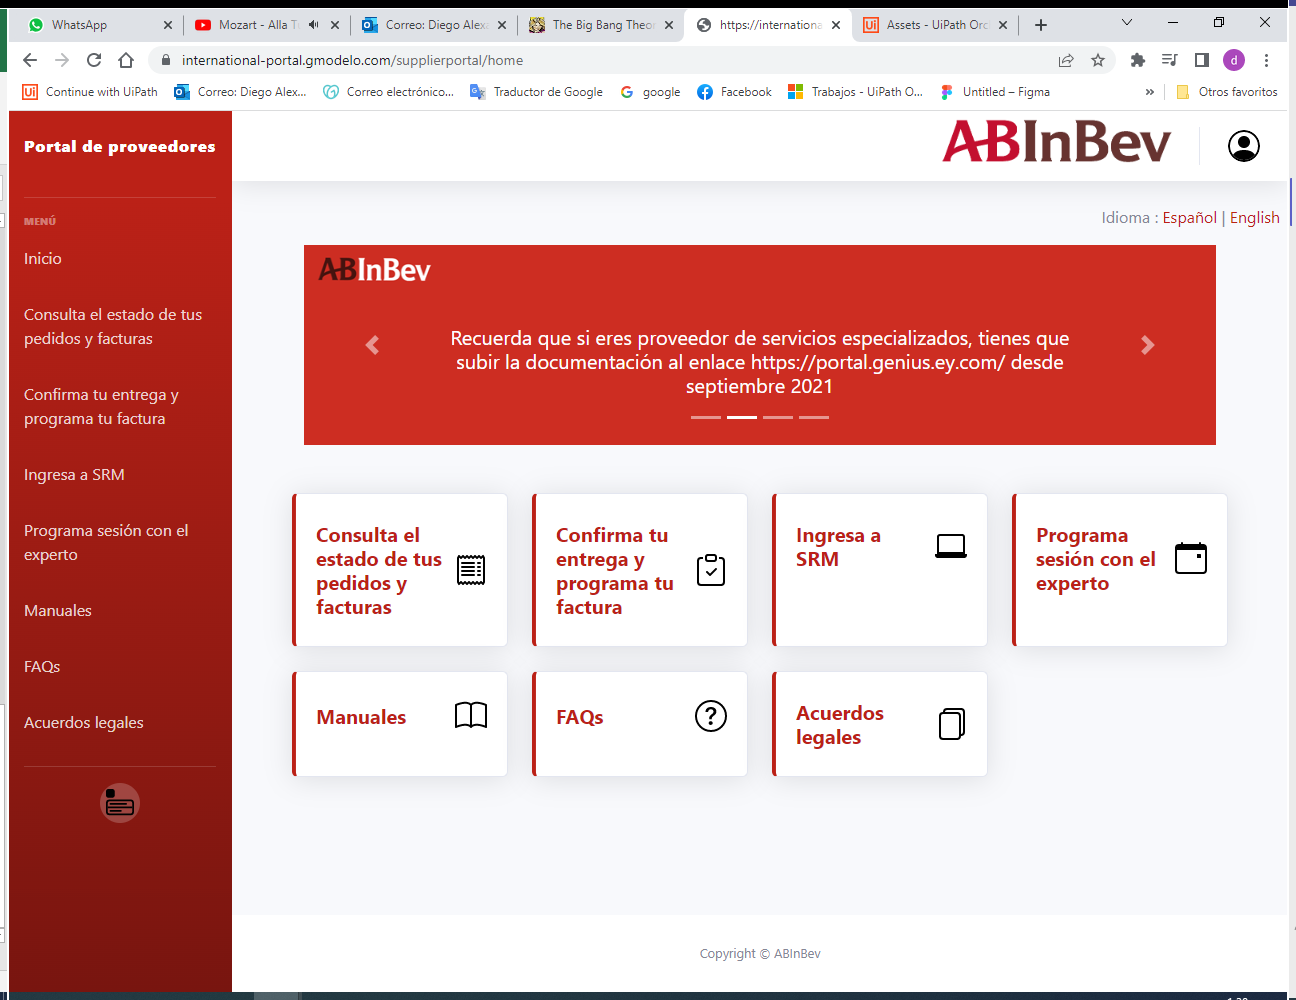 WhatsApp
Mozart - Alla Tu
Correo: Diego Alexa
The Big Bang Theor
https://internationa
Assets - UiPath Orc
international-portal.gmodelo.com/supplierportal/home
d
Continue with UiPath
Correo: Diego Alex...
Correo electrónico...
Traductor de Google
google
Facebook
Trabajos - UiPath O...
Untitled – Figma
»
Otros favoritos
Portal de proveedores
ABInBev
Idioma : Español | English
MENÚ
Inicio
Consulta el estado de tus
pedidos y facturas
Confirma tu entrega y
programa tu factura
Ingresa a SRM
Programa sesión con el
experto
Manuales
FAQs
Acuerdos legales
ABInBev
Recuerda que si eres proveedor de servicios especializados, tienes que
subir la documentación al enlace https://portal.genius.ey.com/ desde
septiembre 2021
Consulta el
estado de tus
pedidos y
facturas
Confirma tu
entrega y
programa tu
factura
Ingresa a
SRM
Programa
sesión con el
experto
Manuales
FAQs
Acuerdos
legales
Copyright © ABInBev